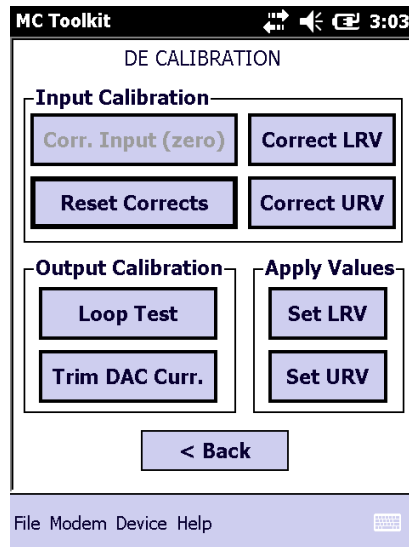 MC Toolkit 3:03
DE CALIBRATION
Input Calibration
Corr. Input (zero) Correct LRV
Reset Corrects Correct URV
Output Calibration Apply Values
Loop Test Set LRV
Trim DAC Curr. Set URV
< Back
File Modem Device Help